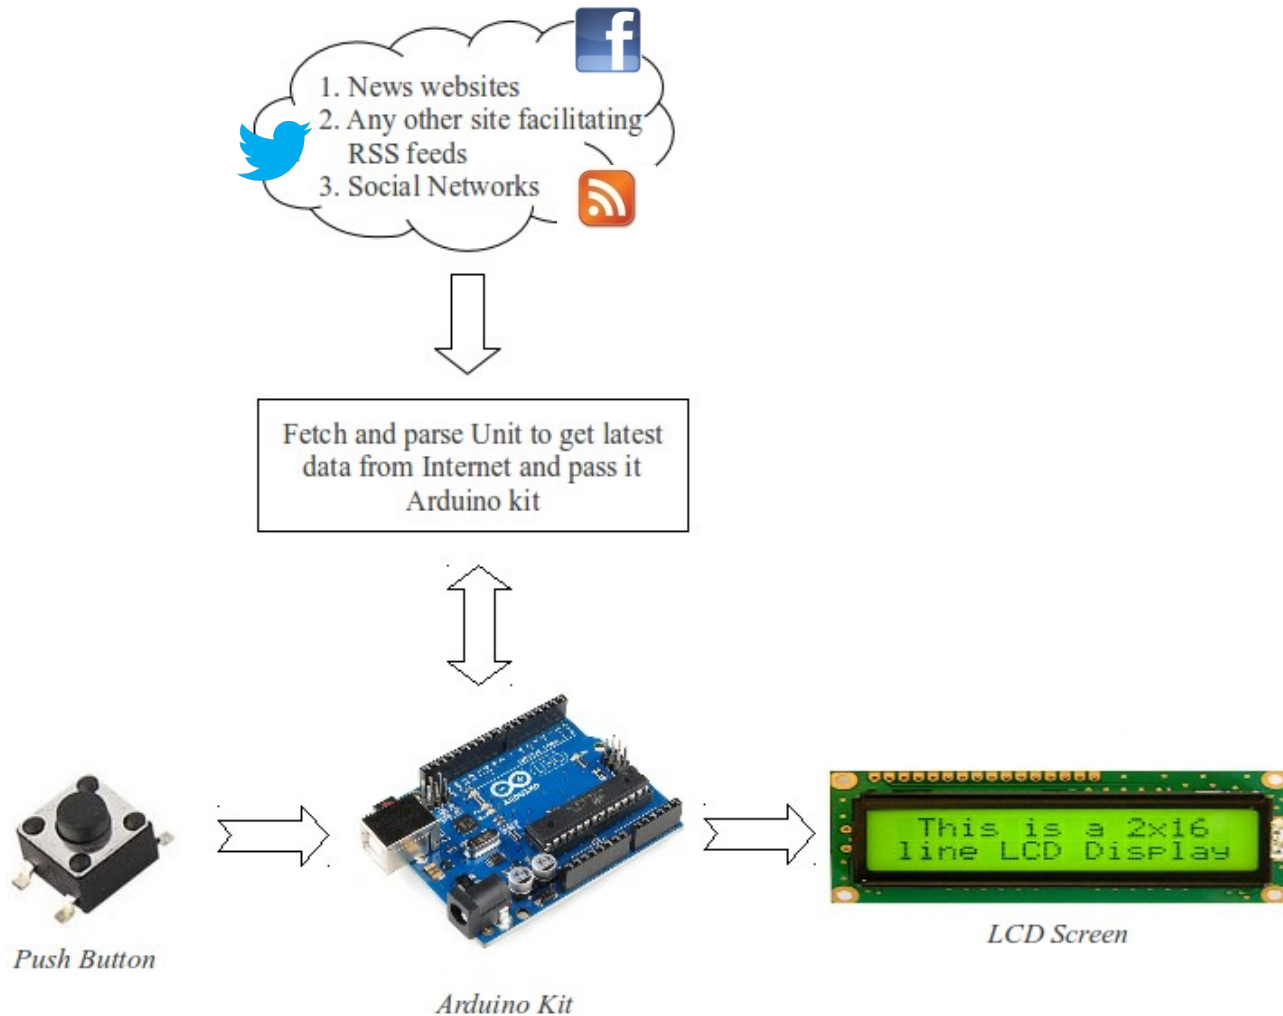 1. News websites
2. Any other site facilitating
RSS feeds
3. Social Networks
Fetch and parse Unit to get latest
data from Internet and pass it
Arduino kit
ARDUINO
This is a 2x16
line LCD Display
Push Button
LCD Screen
Arduino Kit